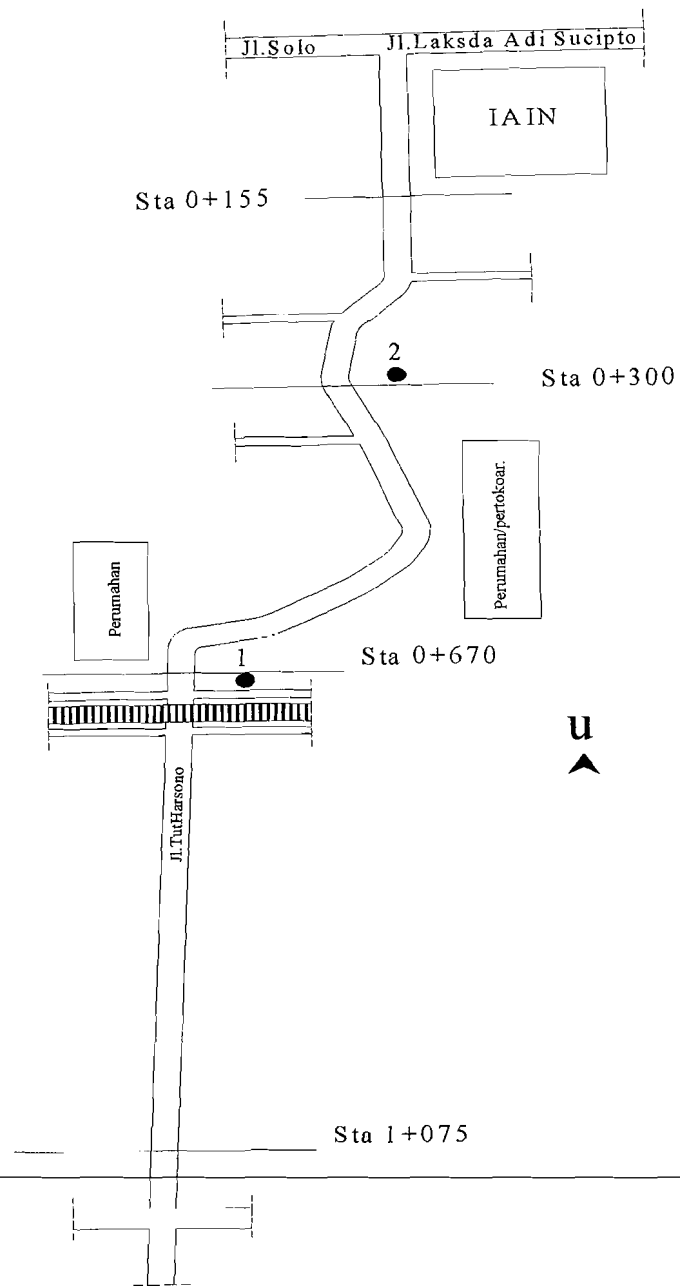 Jl.Solo
Jl.Laksda Adi Sucipto
IAIN
Sta 0+155
2
Sta 0+300
Perumahan/pertokoar.
Perumahan
1
Sta 0+670
u
Jl.TutHarsono
Sta 1+075